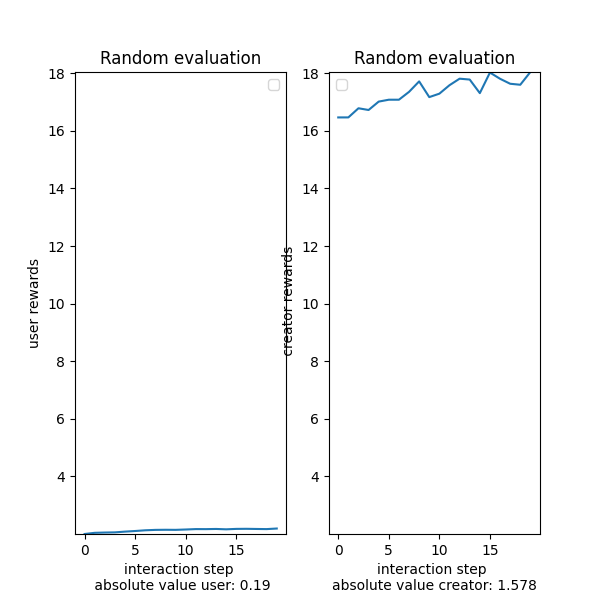 Random evaluation
18
16
14
12
10
8
6
4
user rewards
0 5 10 15
interaction step
absolute value user: 0.19
Random evaluation
18
16
14
12
10
8
6
4
creator rewards
0 5 10 15
interaction step
absolute value creator: 1.578